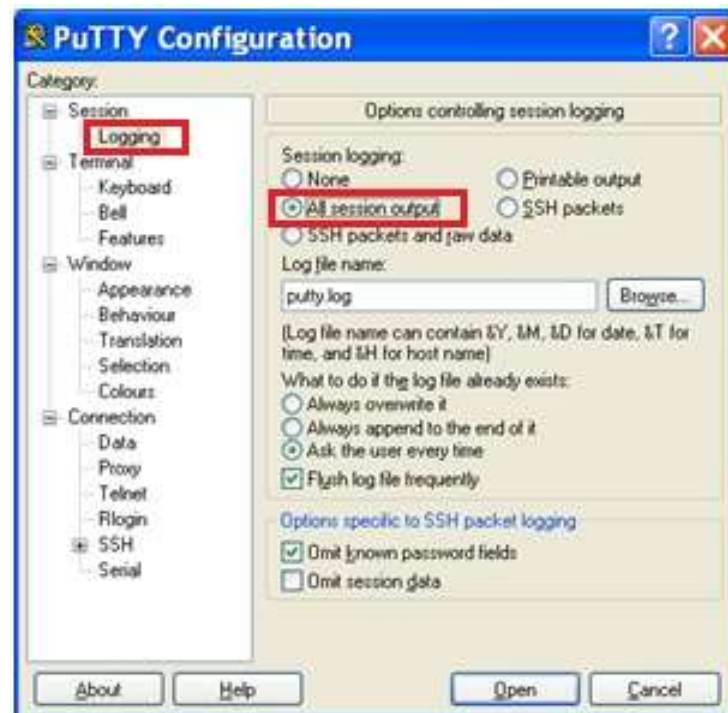 PuTTY Configuration
Category:
Session
Logging
Terminal
Keyboard
Bell
Features
Window
Appearance
Behaviour
Translation
Selection
Colours
Connection
Data
Proxy
Telnet
Rlogin
SSH
Serial
Options controlling session logging
Session logging:
None
Printable output
All session output
SSH packets
SSH packets and raw data
Log file name:
putty.log
Browse...
(Log file name can contain &Y, &M, &D for date, &T for
time, and &H for host name)
What to do if the log file already exists:
Always overwrite it
Always append to the end of it
Ask the user every time
Flush log file frequently
Options specific to SSH packet logging
Omit known password fields
Omit session data
About
Help
Open
Cancel